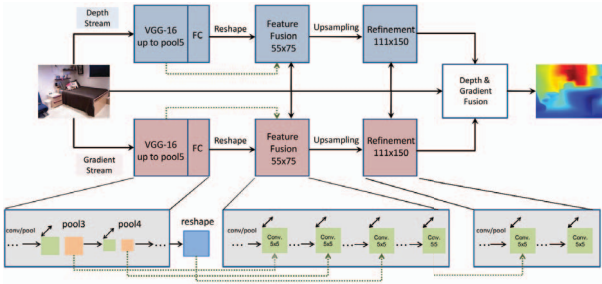 Depth
Stream
VGG-16
up to pool5
FC
Reshape
Feature
Fusion
55x75
Upsampling
Refinement
111x150
Depth &
Gradient
Fusion
Gradient
Stream
VGG-16
up to pool5
FC
Reshape
Feature
Fusion
55x75
Upsampling
Refinement
111x150
conv/pool
pool3
pool4
reshape
conv/pool
Conv.
5x5
Conv.
5x5
Conv.
5x5
Conv.
55
conv/pool
Conv.
5x5
Conv.
5x5